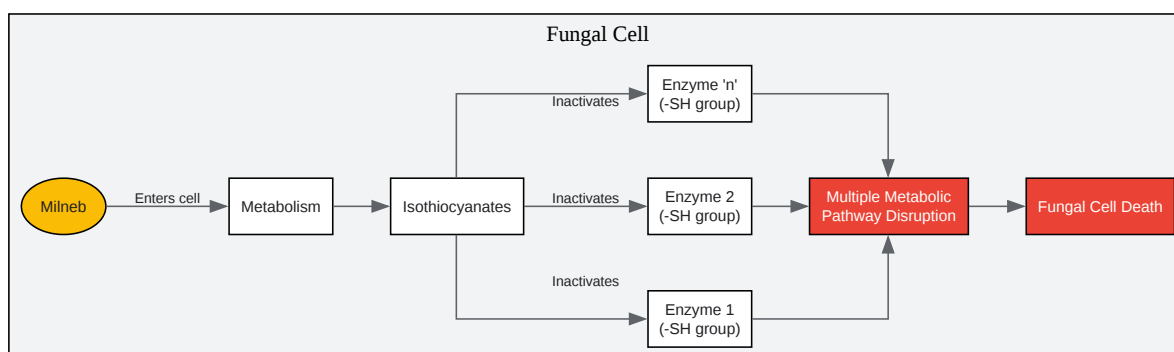 Fungal Cell
Enzyme 'n'
(-SH group)
Inactivates
Milneb
Enters cell
Metabolism
Isothiocyanates
Inactivates
Enzyme 2
(-SH group)
Multiple Metabolic
Pathway Disruption
Fungal Cell Death
Inactivates
Enzyme 1
(-SH group)